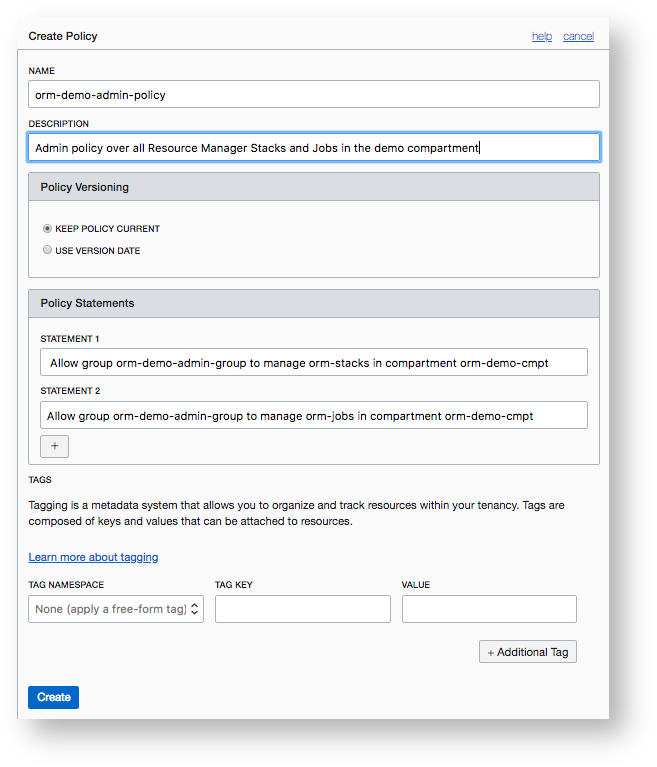 Create Policy
help cancel
NAME
orm-demo-admin-policy
DESCRIPTION
Admin policy over all Resource Manager Stacks and Jobs in the demo compartment
Policy Versioning
KEEP POLICY CURRENT
USE VERSION DATE
Policy Statements
STATEMENT 1
Allow group orm-demo-admin-group to manage orm-stacks in compartment orm-demo-cmpt
STATEMENT 2
Allow group orm-demo-admin-group to manage orm-jobs in compartment orm-demo-cmpt
+
TAGS
Tagging is a metadata system that allows you to organize and track resources within your tenancy. Tags are
composed of keys and values that can be attached to resources.
Learn more about tagging
TAG NAMESPACE TAG KEY VALUE
None (apply a free-form tag)
+ Additional Tag
Create